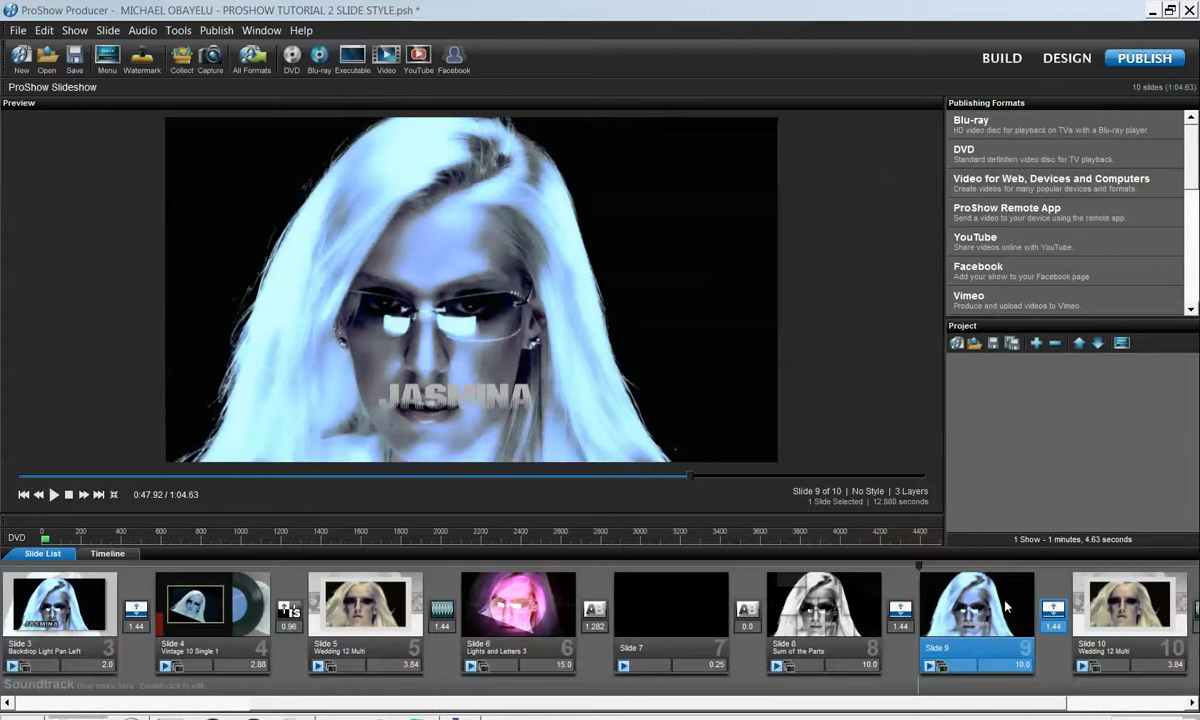 ProShow Producer - MICHAEL OBAYELU - PROSHOW TUTORIAL 2 SLIDE STYLE.psh *
File Edit Show Slide Audio Tools Publish Window Help
New Open Save Menu Watermark Collect Capture All Formats DVD Blu-ray Executable Video YouTube Facebook
BUILD DESIGN PUBLISH
ProShow Slideshow
10 slides (1:04.63)
Preview
JASMINA
0:47.92 / 1:04.63
Slide 9 of 10 | No Style | 3 Layers
1 Slide Selected | 12.880 seconds
Publishing Formats
Blu-ray
HD video disc for playback on TVs with a Blu-ray player.
DVD
Standard definition video disc for TV playback.
Video for Web, Devices and Computers
Create videos for many popular devices and formats.
ProShow Remote App
Send a video to your device using the remote app.
YouTube
Share videos online with YouTube.
Facebook
Add your show to your Facebook page.
Vimeo
Produce and upload videos to Vimeo.
Project
1 Show - 1 minutes, 4.63 seconds
DVD 0 200 400 600 800 1000 1200 1400 1600 1800 2000 2200 2400 2600 2800 3000 3200 3400 3600 3800 4000 4200 4400
Slide List Timeline
Slide 3
Backdrop Light Pan Left
3
2.0
1.44
Slide 4
Vintage 10 Single 1
4
2.88
0.96
Slide 5
Wedding 12 Multi
5
3.84
1.44
Slide 6
Lights and Letters 3
6
15.0
AB
1.282
Slide 7
7
0.25
AB
0.0
Slide 8
Sum of the Parts
8
10.0
1.44
Slide 9
9
10.0
1.44
Slide 10
Wedding 12 Multi
10
3.84
Soundtrack Drop music here - Double click to edit.